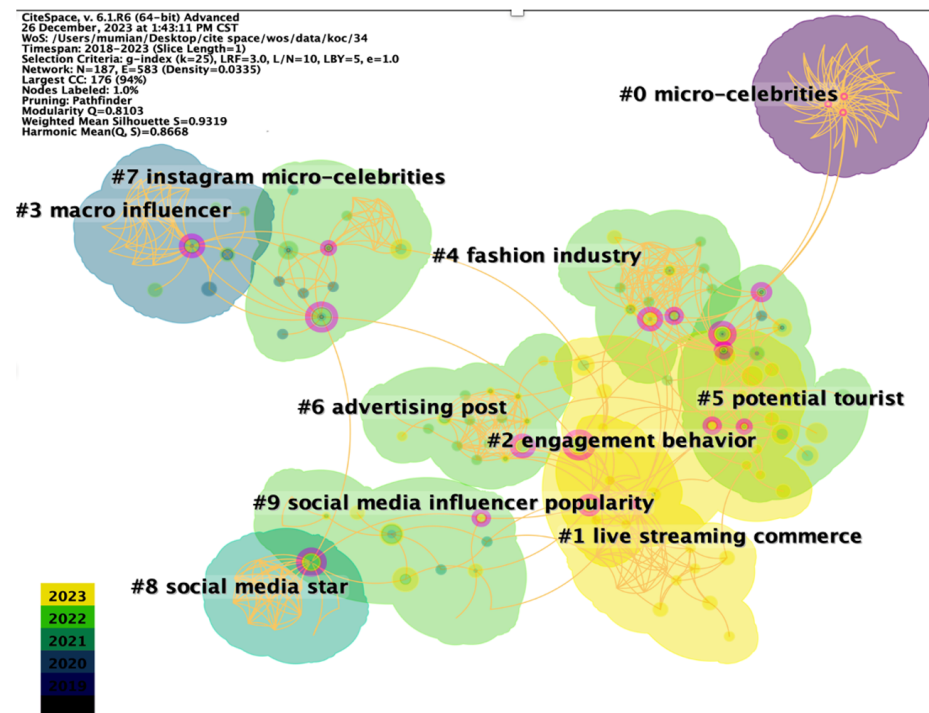 CiteSpace, v. 6.1.R6 (64-bit) Advanced
26 December, 2023 at 1:43:11 PM CST
WoS: /Users/mumian/Desktop/cite space/wos/data/koc/34
Timespan: 2018-2023 (Slice Length=1)
Selection Criteria: g-index (k=25), LRF=3.0, L/N=10, LBY=5, e=1.0
Network: N=187, E=583 (Density=0.0335)
Largest CC: 176 (94%)
Nodes Labeled: 1.0%
Pruning: Pathfinder
Modularity Q=0.8103
Weighted Mean Silhouette S=0.9319
Harmonic Mean(Q, S)=0.8668
#0 micro-celebrities
#7 instagram micro-celebrities
#3 macro influencer
#4 fashion industry
#5 potential tourist
#6 advertising post
#2 engagement behavior
#9 social media influencer popularity
#1 live streaming commerce
#8 social media star
2023
2022
2021
2020
2019